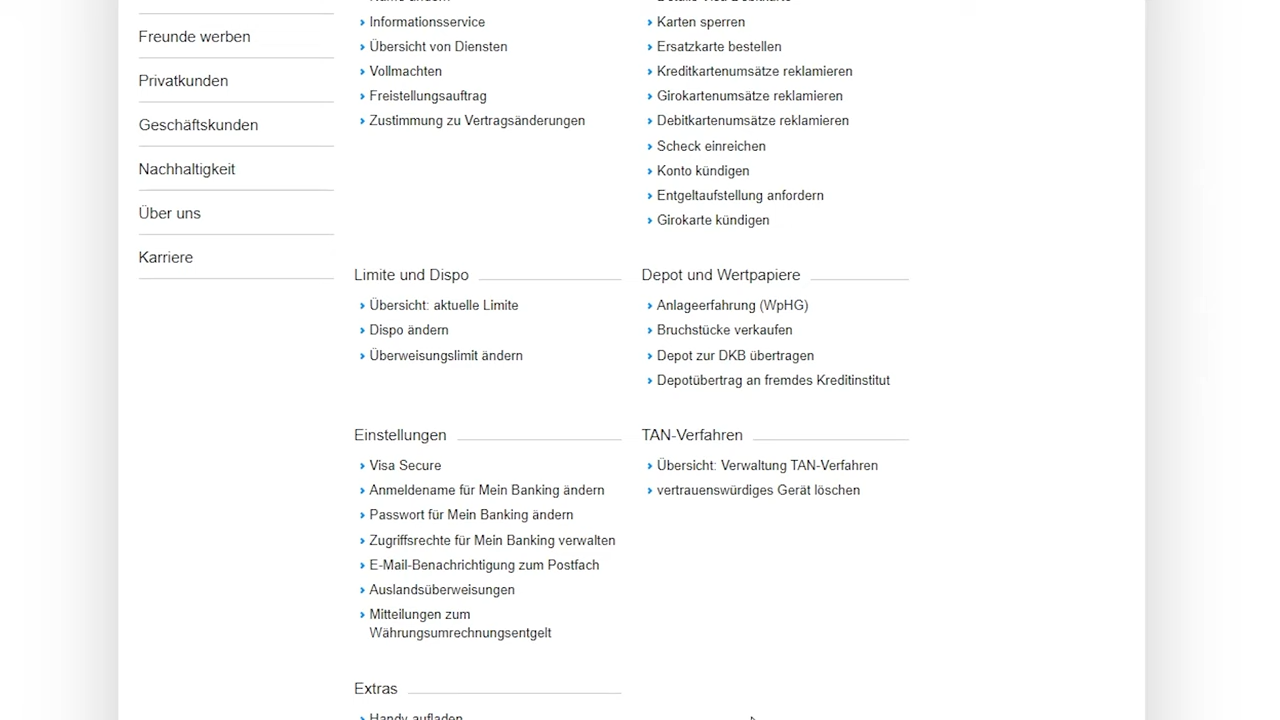 Freunde werben
Privatkunden
Geschäftskunden
Nachhaltigkeit
Über uns
Karriere
Informationsservice
Übersicht von Diensten
Vollmachten
Freistellungsauftrag
Zustimmung zu Vertragsänderungen
Karten sperren
Ersatzkarte bestellen
Kreditkartenumsätze reklamieren
Girokartenumsätze reklamieren
Debitkartenumsätze reklamieren
Scheck einreichen
Konto kündigen
Entgeltaufstellung anfordern
Girokarte kündigen
Limite und Dispo
Übersicht: aktuelle Limite
Dispo ändern
Überweisungslimit ändern
Depot und Wertpapiere
Anlageerfahrung (WpHG)
Bruchstücke verkaufen
Depot zur DKB übertragen
Depotübertrag an fremdes Kreditinstitut
Einstellungen
Visa Secure
Anmeldename für Mein Banking ändern
Passwort für Mein Banking ändern
Zugriffsrechte für Mein Banking verwalten
E-Mail-Benachrichtigung zum Postfach
Auslandsüberweisungen
Mitteilungen zum
Währungsumrechnungsentgelt
TAN-Verfahren
Übersicht: Verwaltung TAN-Verfahren
vertrauenswürdiges Gerät löschen
Extras
Handy aufladen